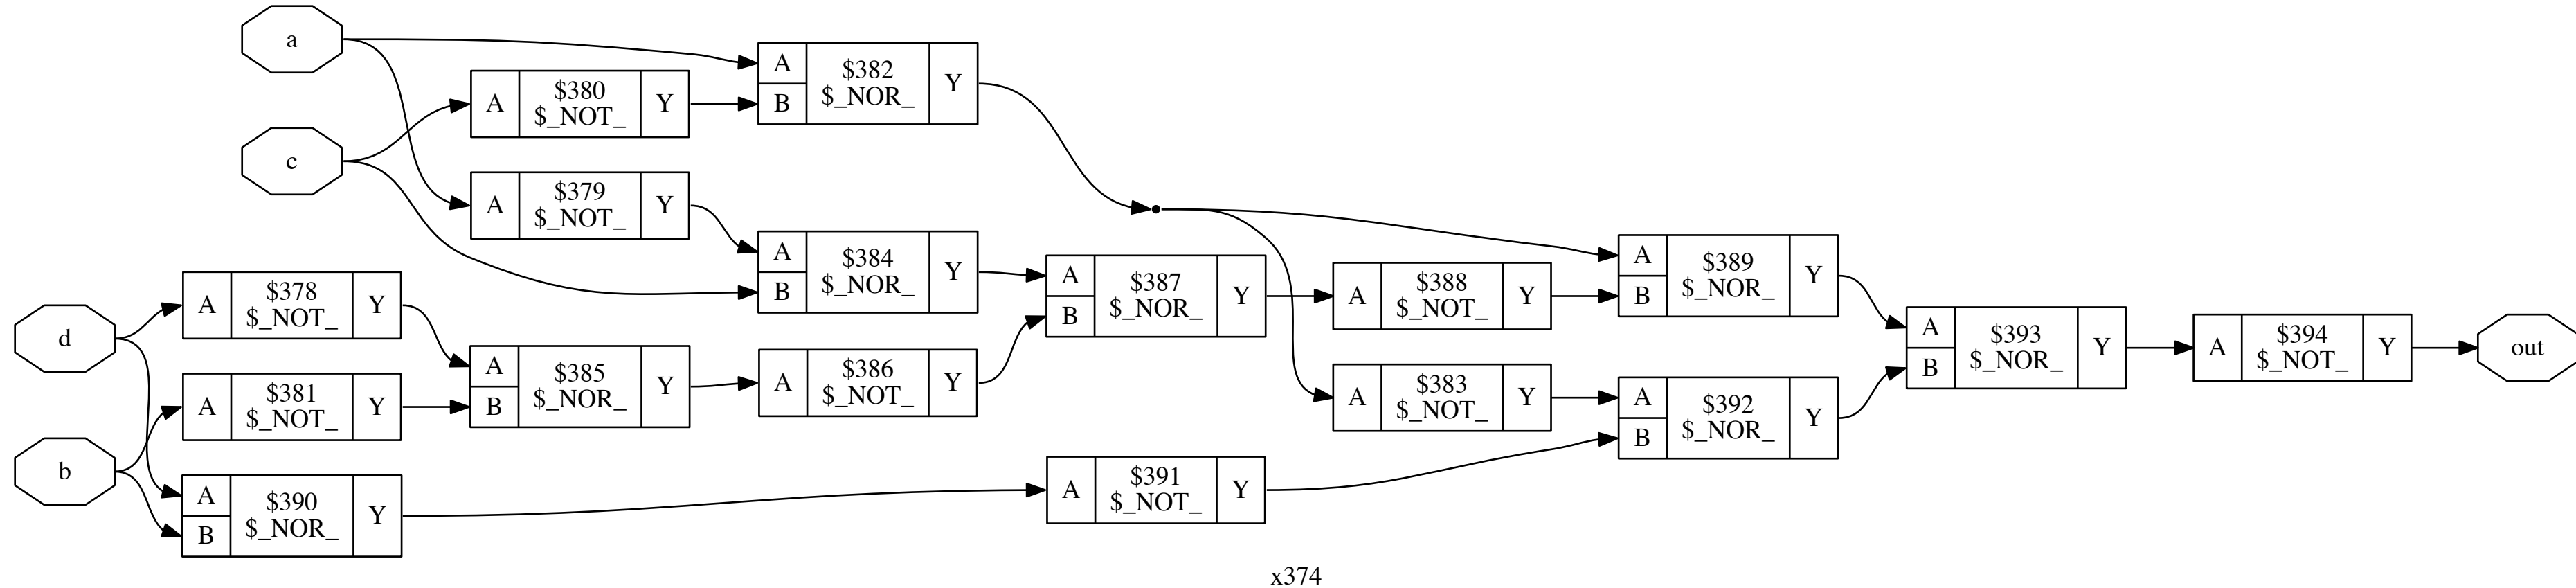 a
A
B
$382
$_NOR_
Y
A
$380
$_NOT_
Y
c
A
$379
$_NOT_
Y
A
B
$384
$_NOR_
Y
A
B
$389
$_NOR_
Y
A
B
$387
$_NOR_
Y
A
$388
$_NOT_
Y
A
$378
$_NOT_
Y
d
A
B
$393
$_NOR_
Y
A
$394
$_NOT_
Y
out
A
B
$385
$_NOR_
Y
A
$386
$_NOT_
Y
A
$383
$_NOT_
Y
A
$381
$_NOT_
Y
A
B
$392
$_NOR_
Y
b
A
B
$390
$_NOR_
Y
A
$391
$_NOT_
Y
x374